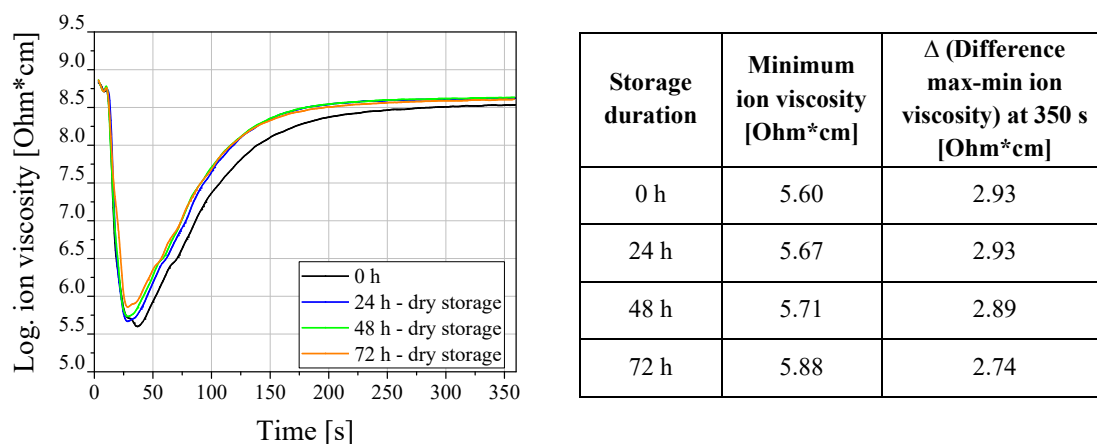 9.5
9.0
8.5
8.0
7.5
7.0
6.5
6.0
5.5
5.0
Log. ion viscosity [Ohm*cm]
0 h
24 h - dry storage
48 h - dry storage
72 h - dry storage
0 50 100 150 200 250 300 350
Time [s]
Storage duration
Minimum ion viscosity [Ohm*cm]
Δ (Difference max-min ion viscosity) at 350 s [Ohm*cm]
0 h 5.60 2.93
24 h 5.67 2.93
48 h 5.71 2.89
72 h 5.88 2.74